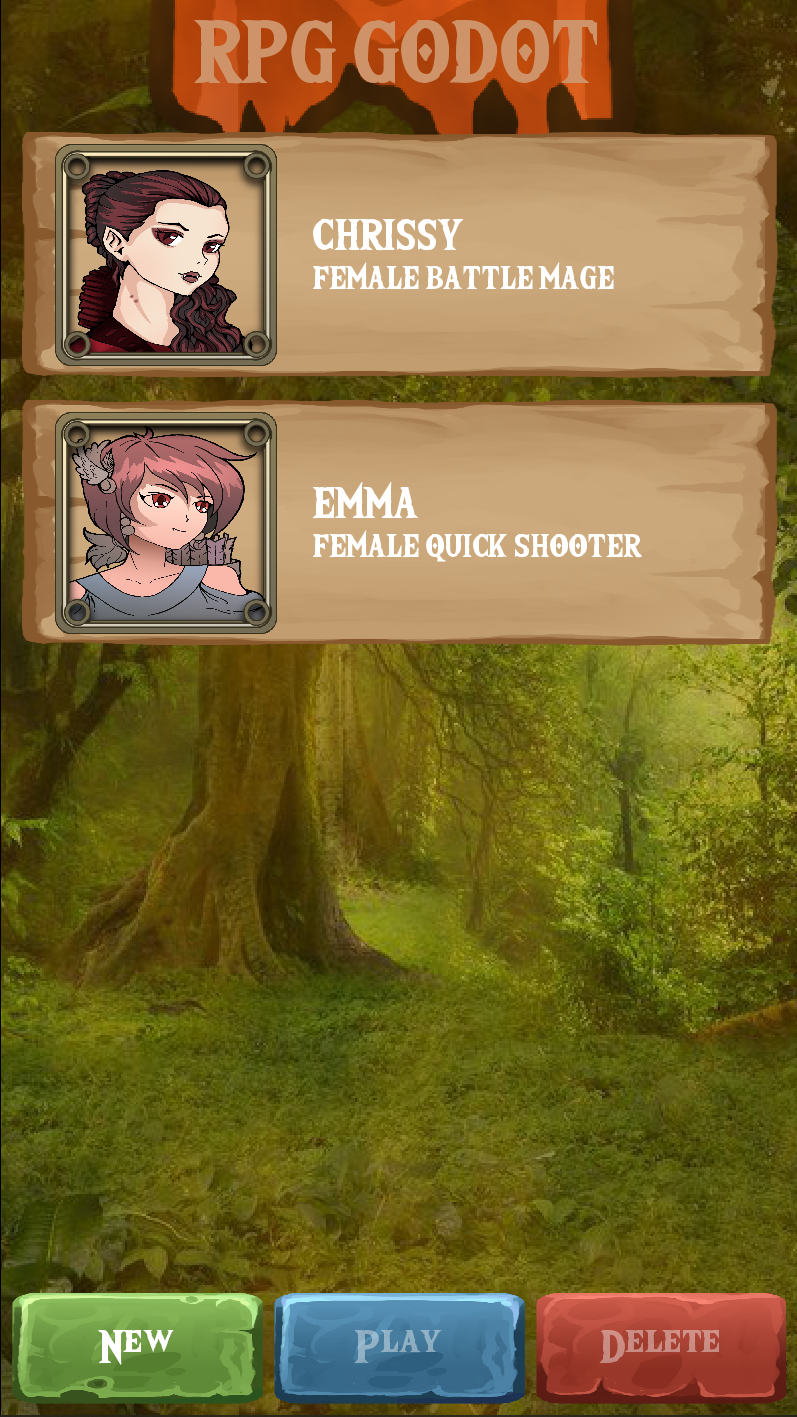 RPG GODOT
CHRISSY
FEMALE BATTLE MAGE
EMMA
FEMALE QUICK SHOOTER
NEW
PLAY
DELETE